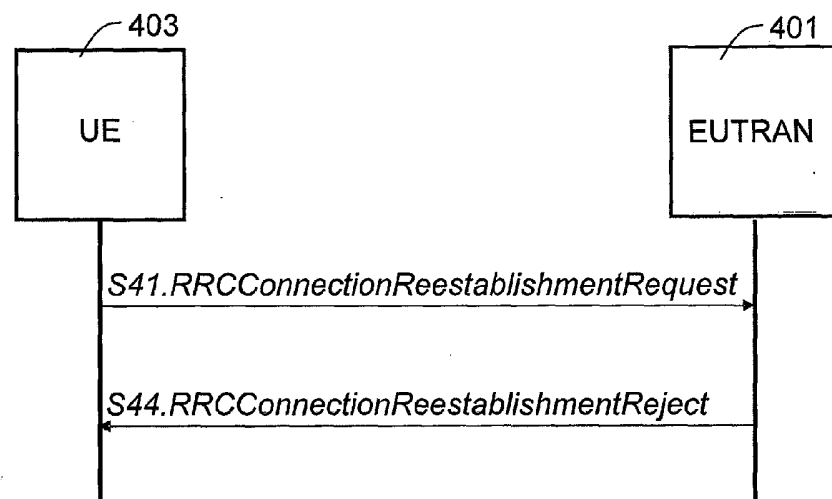 403
401
UE
EUTRAN
S41.RRCConnectionReestablishmentRequest
S44.RRCConnectionReestablishmentReject